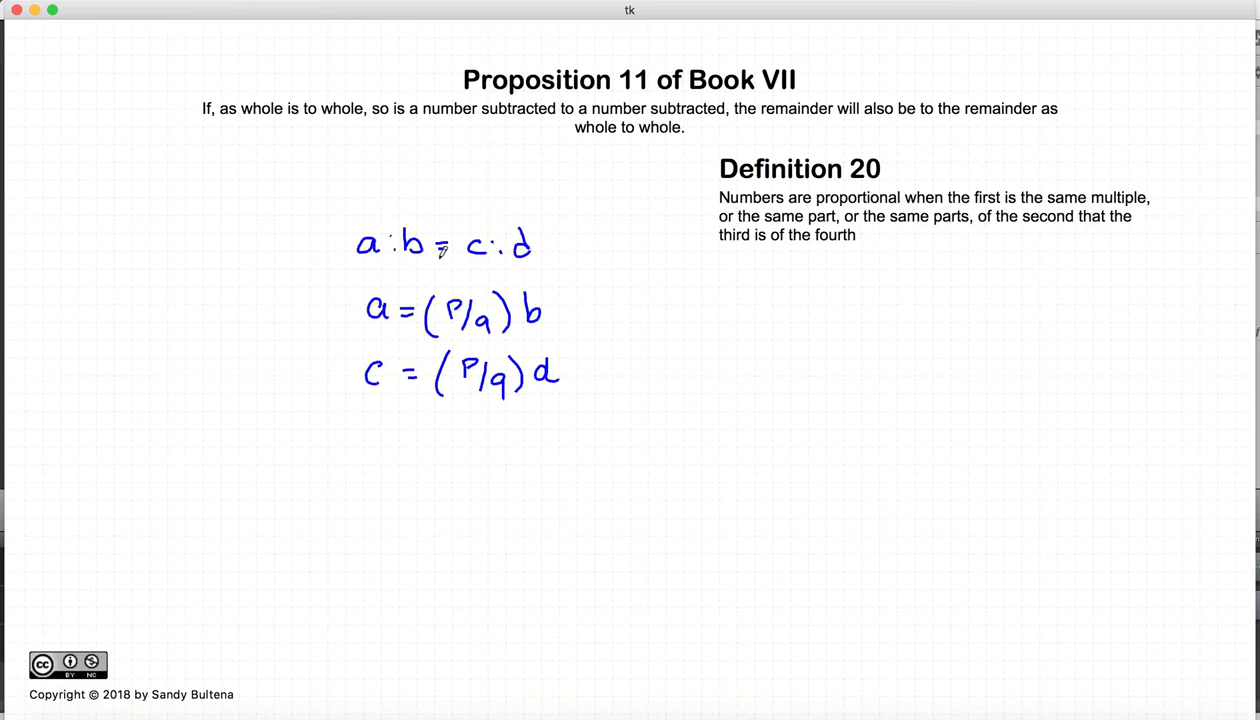 tk
Proposition 11 of Book VII
If, as whole is to whole, so is a number subtracted to a number subtracted, the remainder will also be to the remainder as
whole to whole.
Definition 20
Numbers are proportional when the first is the same multiple,
or the same part, or the same parts, of the second that the
third is of the fourth
a:b = c:d
a = (P/q) b
c = (P/q) d
cc
BY NC
Copyright © 2018 by Sandy Bultena